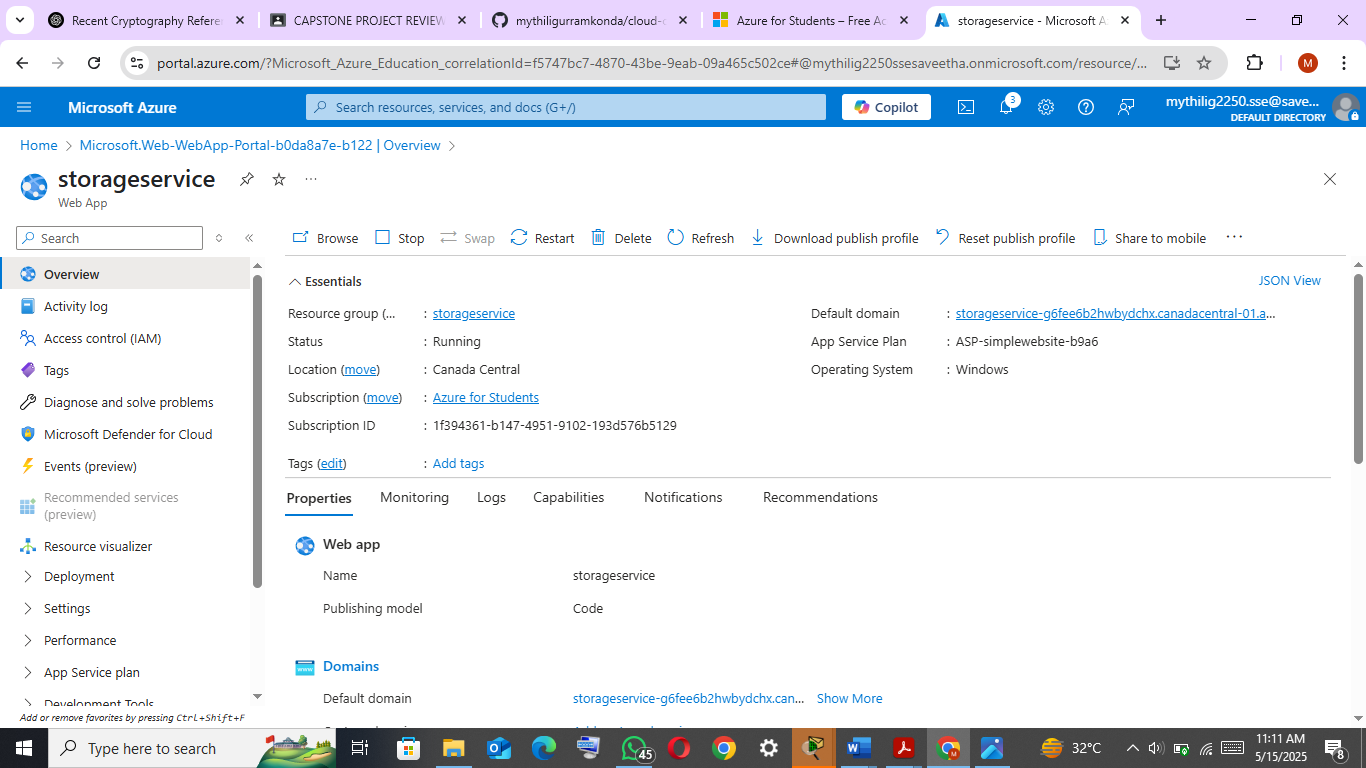 Recent Cryptography Refere
CAPSTONE PROJECT REVIEW
mythiligurramkonda/cloud-c
Azure for Students – Free Ac
storageservice - Microsoft A
portal.azure.com/?Microsoft_Azure_Education_correlationId=f5747bc7-4870-43be-9eab-09a465c502ce#@mythilig2250ssesaveetha.onmicrosoft.com/resource/...
M
Microsoft Azure
Search resources, services, and docs (G+/)
Copilot
3
mythilig2250.sse@save...
DEFAULT DIRECTORY
Home > Microsoft.Web-WebApp-Portal-b0da8a7e-b122 | Overview >
storageservice
Web App
Search
Browse Stop Swap Restart Delete Refresh Download publish profile Reset publish profile Share to mobile ...
Overview
Activity log
Access control (IAM)
Tags
Diagnose and solve problems
Microsoft Defender for Cloud
Events (preview)
Recommended services
(preview)
Resource visualizer
Deployment
Settings
Performance
App Service plan
Development Tools
Add or remove favorites by pressing Ctrl+Shift+F
Essentials
JSON View
Resource group (... : storageservice
Status : Running
Location (move) : Canada Central
Subscription (move) : Azure for Students
Subscription ID : 1f394361-b147-4951-9102-193d576b5129
Tags (edit) : Add tags
Default domain : storageservice-g6fee6b2hwbydchx.canadacentral-01.a...
App Service Plan : ASP-simplewebsite-b9a6
Operating System : Windows
Properties Monitoring Logs Capabilities Notifications Recommendations
Web app
Name storageservice
Publishing model Code
Domains
Default domain storageservice-g6fee6b2hwbydchx.can... Show More
Type here to search
45
32°C
11:11 AM
5/15/2025
8